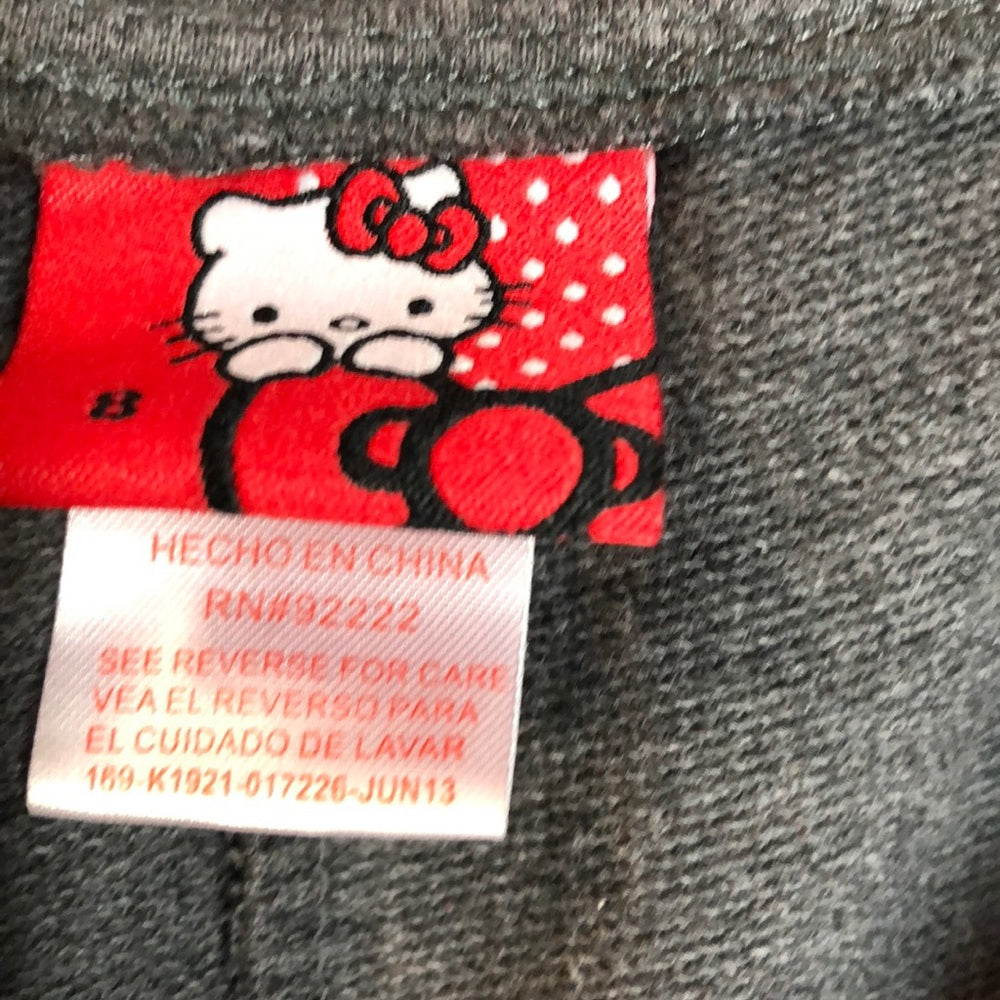 8
HECHO EN CHINA
RN#92222
SEE REVERSE FOR CARE
VEA EL REVERSO PARA
EL CUIDADO DE LAVAR
169-K1921-017226-JUN13